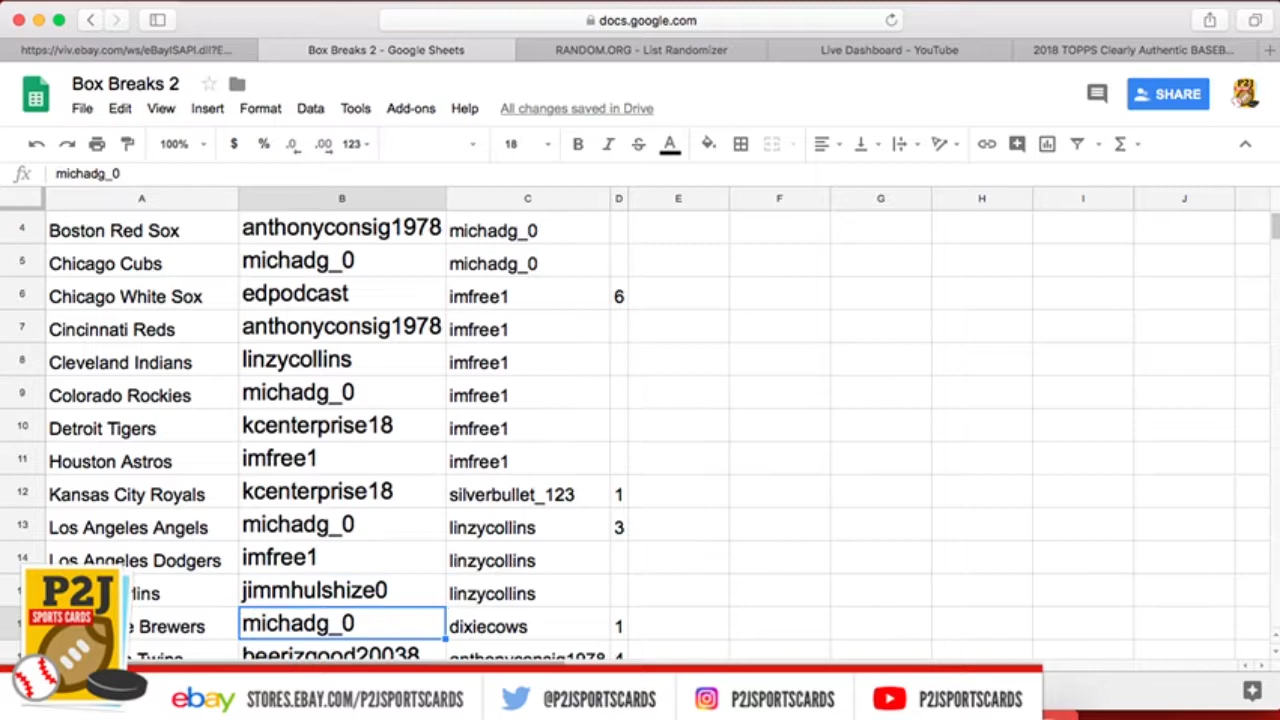 docs.google.com
https://viv.ebay.com/ws/eBayISAPI.dll?E...
Box Breaks 2 - Google Sheets
RANDOM.ORG - List Randomizer
Live Dashboard - YouTube
2018 TOPPS Clearly Authentic BASEB...
Box Breaks 2
File Edit View Insert Format Data Tools Add-ons Help All changes saved in Drive
SHARE
100% $ % .0 .00 123 18 B I S A
fx michadg_0
A B C D E F G H I J
4 Boston Red Sox anthonyconsig1978 michadg_0
5 Chicago Cubs michadg_0 michadg_0
6 Chicago White Sox edpodcast imfree1 6
7 Cincinnati Reds anthonyconsig1978 imfree1
8 Cleveland Indians linzycollins imfree1
9 Colorado Rockies michadg_0 imfree1
10 Detroit Tigers kcenterprise18 imfree1
11 Houston Astros imfree1 imfree1
12 Kansas City Royals kcenterprise18 silverbullet_123 1
13 Los Angeles Angels michadg_0 linzycollins 3
14 Los Angeles Dodgers imfree1 linzycollins
rlins jimmhulshize0 linzycollins
e Brewers michadg_0 dixiecows 1
Twins beerizgood20038 anthonyconsig1978 4
P2J
SPORTS CARDS
ebay STORES.EBAY.COM/P2JSPORTSCARDS
@P2JSPORTSCARDS
P2JSPORTSCARDS
P2JSPORTSCARDS